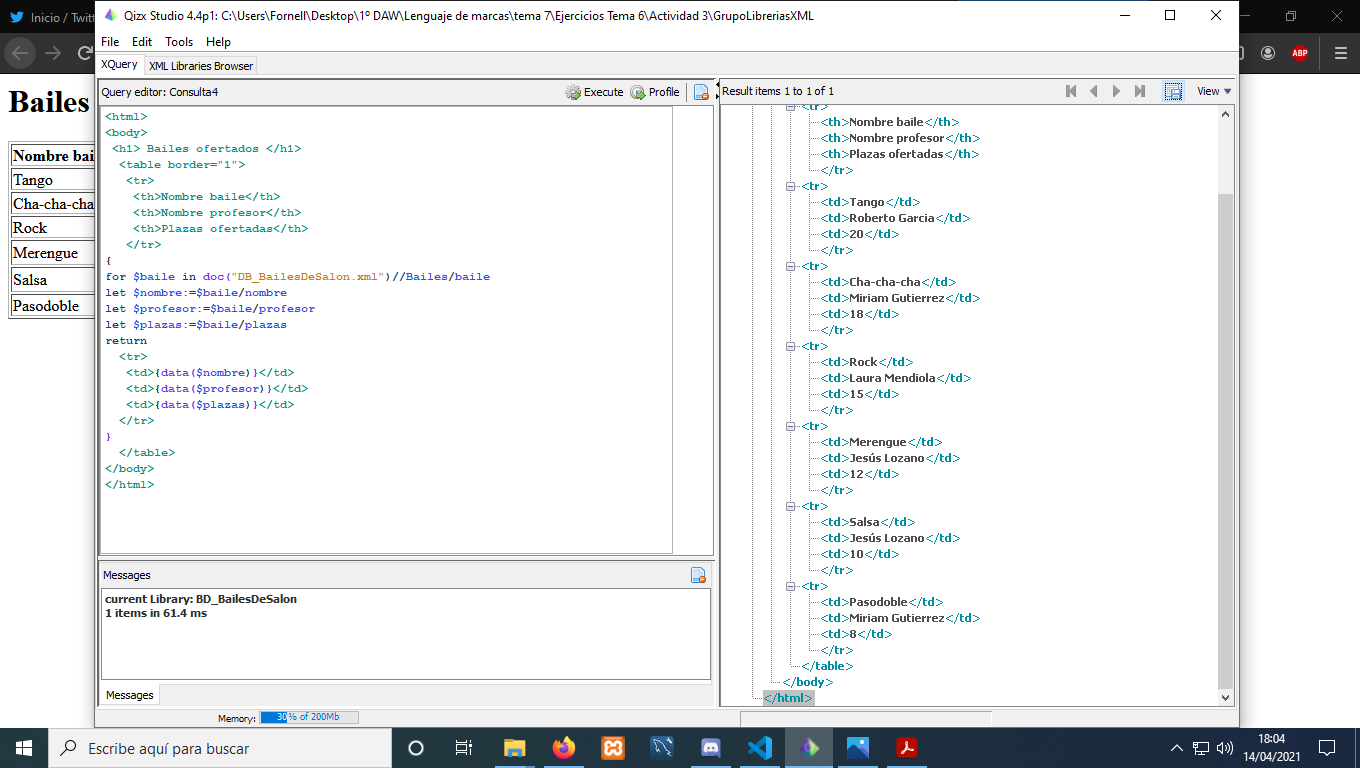 Inicio / Twitt
Qizx Studio 4.4p1: C:\Users\Fornell\Desktop\1º DAW\Lenguaje de marcas\tema 7\Ejercicios Tema 6\Actividad 3\GrupoLibreriasXML
File Edit Tools Help
ABP
XQuery XML Libraries Browser
Bailes
Nombre bai
Tango
Cha-cha-cha
Rock
Merengue
Salsa
Pasodoble
Query editor: Consulta4 Execute Profile
<html>
<body>
<h1> Bailes ofertados </h1>
<table border="1">
<tr>
<th>Nombre baile</th>
<th>Nombre profesor</th>
<th>Plazas ofertadas</th>
</tr>
{
for $baile in doc("DB_BailesDeSalon.xml")//Bailes/baile
let $nombre:=$baile/nombre
let $profesor:=$baile/profesor
let $plazas:=$baile/plazas
return
<tr>
<td>{data($nombre)}</td>
<td>{data($profesor)}</td>
<td>{data($plazas)}</td>
</tr>
}
</table>
</body>
</html>
Messages
current Library: BD_BailesDeSalon
1 items in 61.4 ms
Messages
Memory: 30% of 200Mb
Result items 1 to 1 of 1 View
<tr>
<th>Nombre baile</th>
<th>Nombre profesor</th>
<th>Plazas ofertadas</th>
</tr>
<tr>
<td>Tango</td>
<td>Roberto Garcia</td>
<td>20</td>
</tr>
<tr>
<td>Cha-cha-cha</td>
<td>Miriam Gutierrez</td>
<td>18</td>
</tr>
<tr>
<td>Rock</td>
<td>Laura Mendiola</td>
<td>15</td>
</tr>
<tr>
<td>Merengue</td>
<td>Jesús Lozano</td>
<td>12</td>
</tr>
<tr>
<td>Salsa</td>
<td>Jesús Lozano</td>
<td>10</td>
</tr>
<tr>
<td>Pasodoble</td>
<td>Miriam Gutierrez</td>
<td>8</td>
</tr>
</table>
</body>
</html>
Escribe aquí para buscar
18:04
14/04/2021